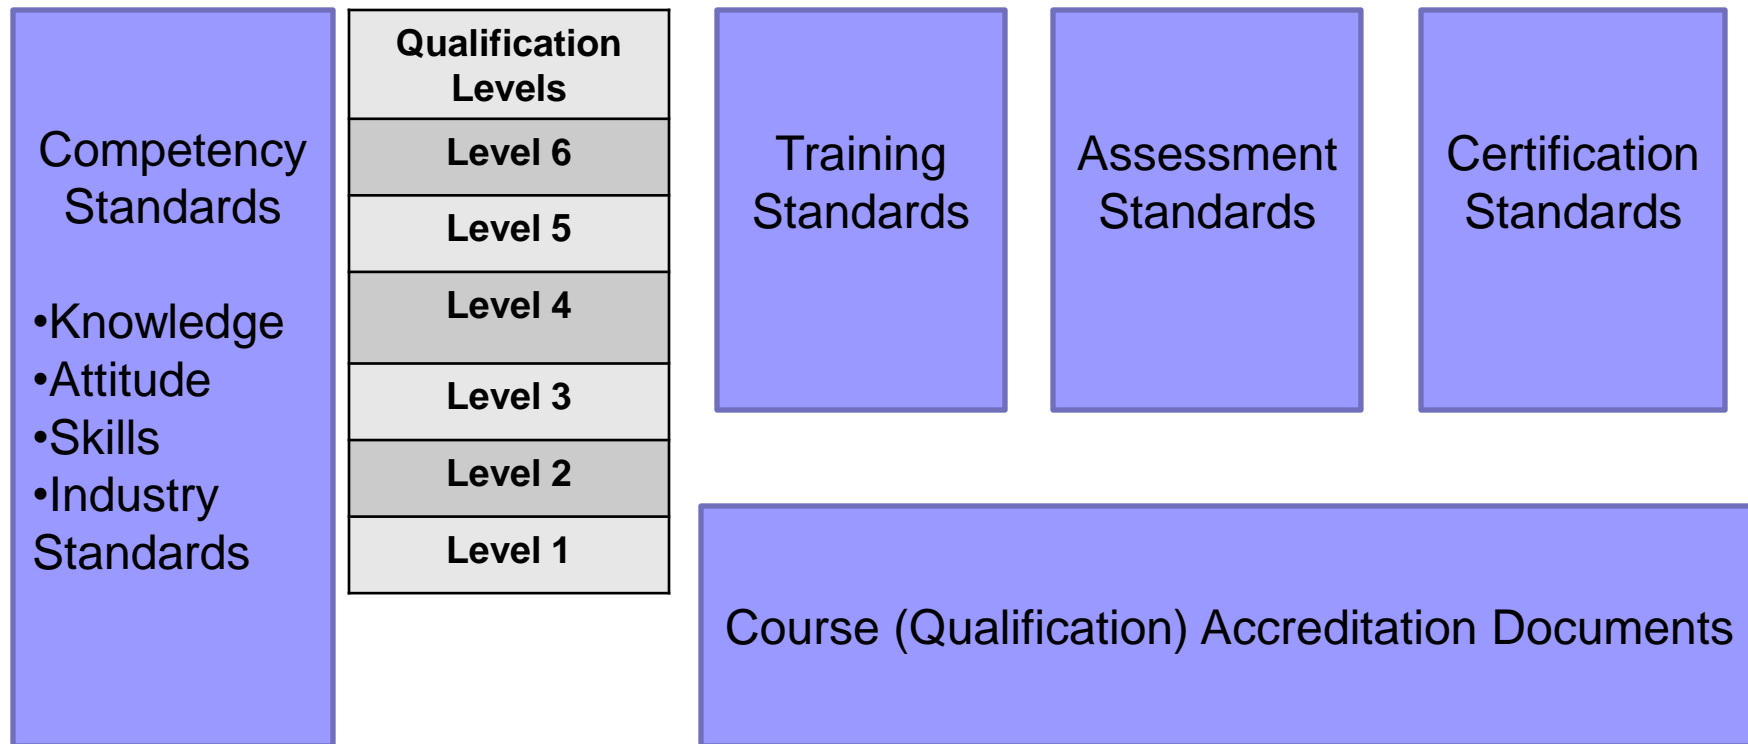 Competency
Standards
•Knowledge
•Attitude
•Skills
•Industry
Standards
Qualification
Levels
Level 6
Level 5
Level 4
Level 3
Level 2
Level 1
Training
Standards
Assessment
Standards
Certification
Standards
Course (Qualification) Accreditation Documents